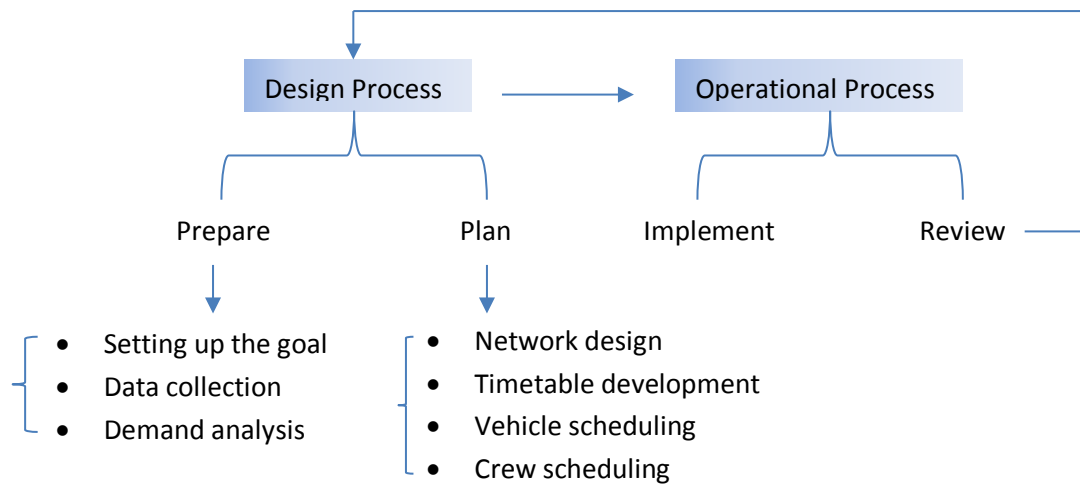 Design Process
Operational Process
Prepare
Plan
Implement
Review
• Setting up the goal
• Data collection
• Demand analysis
• Network design
• Timetable development
• Vehicle scheduling
• Crew scheduling